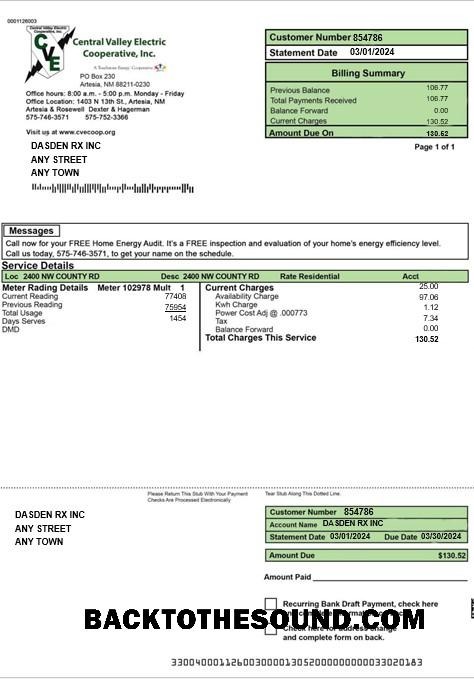 0001126003
Central Valley Electric
Cooperative, Inc.
CVE
A Touchstone Energy Cooperative
PO Box 230
Artesia, NM 88211-0230
Office hours: 8:00 a.m. - 5:00 p.m. Monday - Friday
Office Location: 1403 N 13th St., Artesia, NM
Artesia & Rosewell Dexter & Hagerman
575-746-3571 575-752-3366
Visit us at www.cvecoop.org
DASDEN RX INC
ANY STREET
ANY TOWN
Customer Number 854786
Statement Date 03/01/2024
Billing Summary
Previous Balance 106.77
Total Payments Received 106.77
Balance Forward 0.00
Current Charges 130.52
Amount Due On 130.52
Page 1 of 1
Messages
Call now for your FREE Home Energy Audit. It's a FREE inspection and evaluation of your home's energy efficiency level.
Call us today, 575-746-3571, to get your name on the schedule.
Service Details
Loc 2400 NW COUNTY RD Desc 2400 NW COUNTY RD Rate Residential Acct
Meter Rading Details Meter 102978 Mult 1
Current Reading 77408
Previous Reading 75954
Total Usage 1454
Days Serves
DMD
Current Charges
Availability Charge 25.00
Kwh Charge 97.06
Power Cost Adj @ .000773 1.12
Tax 7.34
Balance Forward 0.00
Total Charges This Service 130.52
Please Return This Stub With Your Payment
Checks Are Processed Electronically
Tear Stub Along This Dotted Line.
DASDEN RX INC
ANY STREET
ANY TOWN
Customer Number 854786
Account Name DASDEN RX INC
Statement Date 03/01/2024 Due Date 03/30/2024
Amount Due $130.52
Amount Paid
Recurring Bank Draft Payment, check here
BACKTOTHESOUND.COM
Check here for address change
and complete form on back.
33004000112600300001305200000000033020183